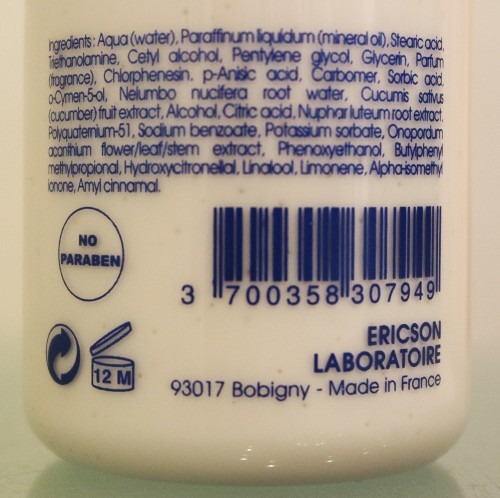 Ingredients : Aqua (water), Paraffinum liquidum (mineral oil), Stearic acid,
Triethanolamine, Cetyl alcohol, Pentylene glycol, Glycerin, Parfum
(fragrance), Chlorphenesin, p-Anisic acid, Carbomer, Sorbic acid,
o-Cymen-5-ol, Nelumbo nucifera root water, Cucumis sativus
(cucumber) fruit extract, Alcohol, Citric acid, Nuphar luteum root extract,
Polyquaternium-51, Sodium benzoate, Potassium sorbate, Onopordum
acanthium flower/leaf/stem extract, Phenoxyethanol, Butylphenyl
methylpropional, Hydroxycitronellal, Linalool, Limonene, Alpha-isomethyl
ionone, Amyl cinnamal.
NO
PARABEN
3 700358 307949
12 M
ERICSON
LABORATOIRE
93017 Bobigny - Made in France